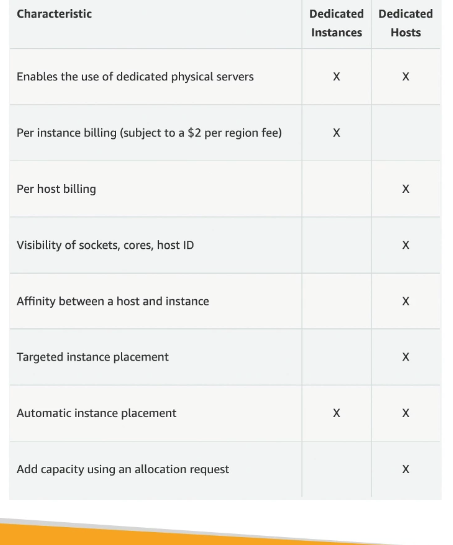 Characteristic Dedicated Instances Dedicated Hosts
Enables the use of dedicated physical servers X X
Per instance billing (subject to a $2 per region fee) X
Per host billing X
Visibility of sockets, cores, host ID X
Affinity between a host and instance X
Targeted instance placement X
Automatic instance placement X X
Add capacity using an allocation request X